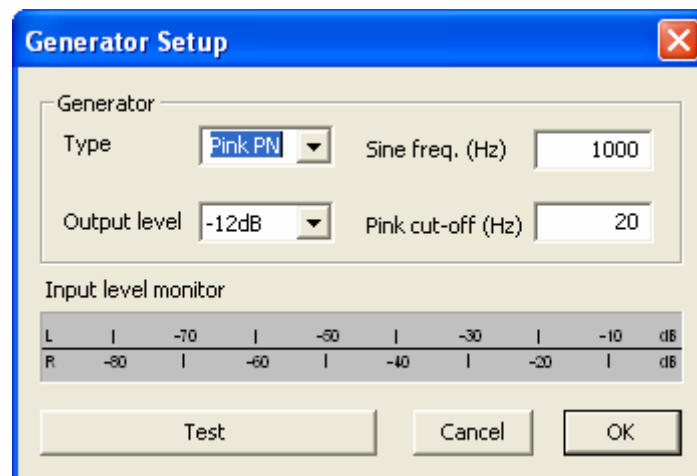 Generator Setup
Generator
Type Pink PN Sine freq. (Hz) 1000
Output level -12dB Pink cut-off (Hz) 20
Input level monitor
L -70 -50 -30 -10 dB
R -80 -60 -40 -20 dB
Test Cancel OK